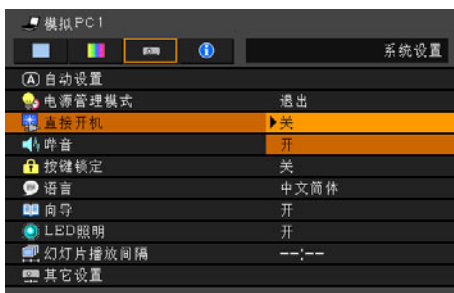 模拟PC1
系统设置
A 自动设置
电源管理模式 退出
直接开机 ▶关
哔音 开
按键锁定 关
语言 中文简体
向导 开
LED照明 开
幻灯片播放间隔 --:--
其它设置